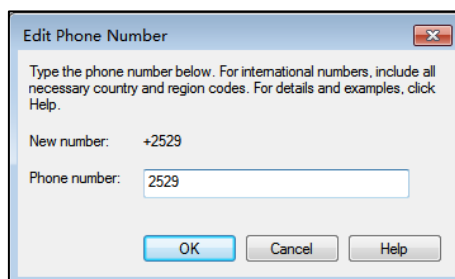 Edit Phone Number
Type the phone number below. For international numbers, include all
necessary country and region codes. For details and examples, click
Help.
New number: +2529
Phone number: 2529
OK Cancel Help